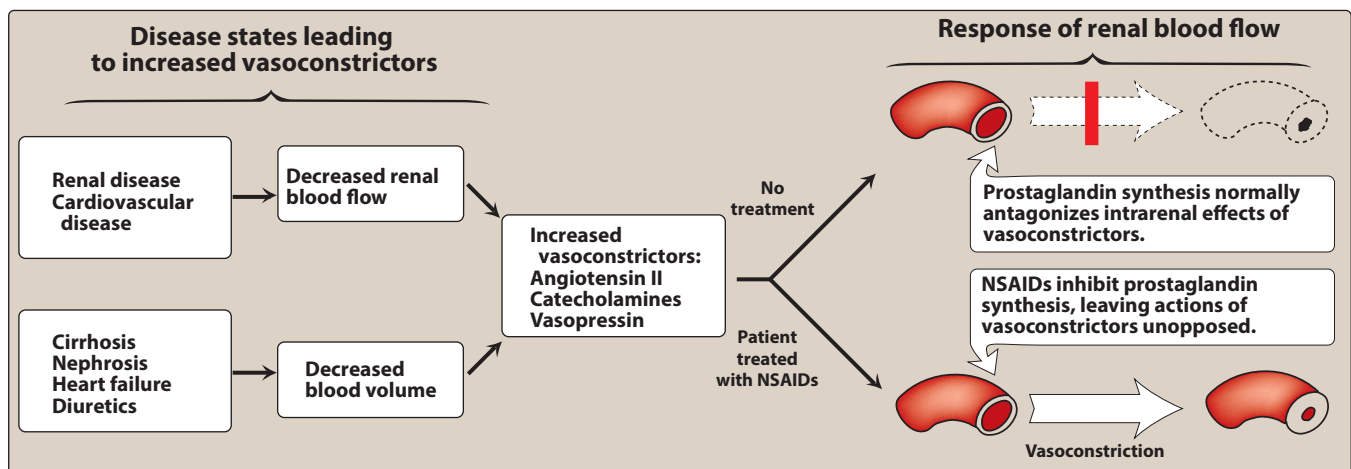 Disease states leading
to increased vasoconstrictors
Response of renal blood flow
Renal disease
Cardiovascular
disease
Decreased renal
blood flow
Cirrhosis
Nephrosis
Heart failure
Diuretics
Decreased
blood volume
Increased
vasoconstrictors:
Angiotensin II
Catecholamines
Vasopressin
No
treatment
Patient
treated
with NSAIDs
Prostaglandin synthesis normally
antagonizes intrarenal effects of
vasoconstrictors.
NSAIDs inhibit prostaglandin
synthesis, leaving actions of
vasoconstrictors unopposed.
Vasoconstriction